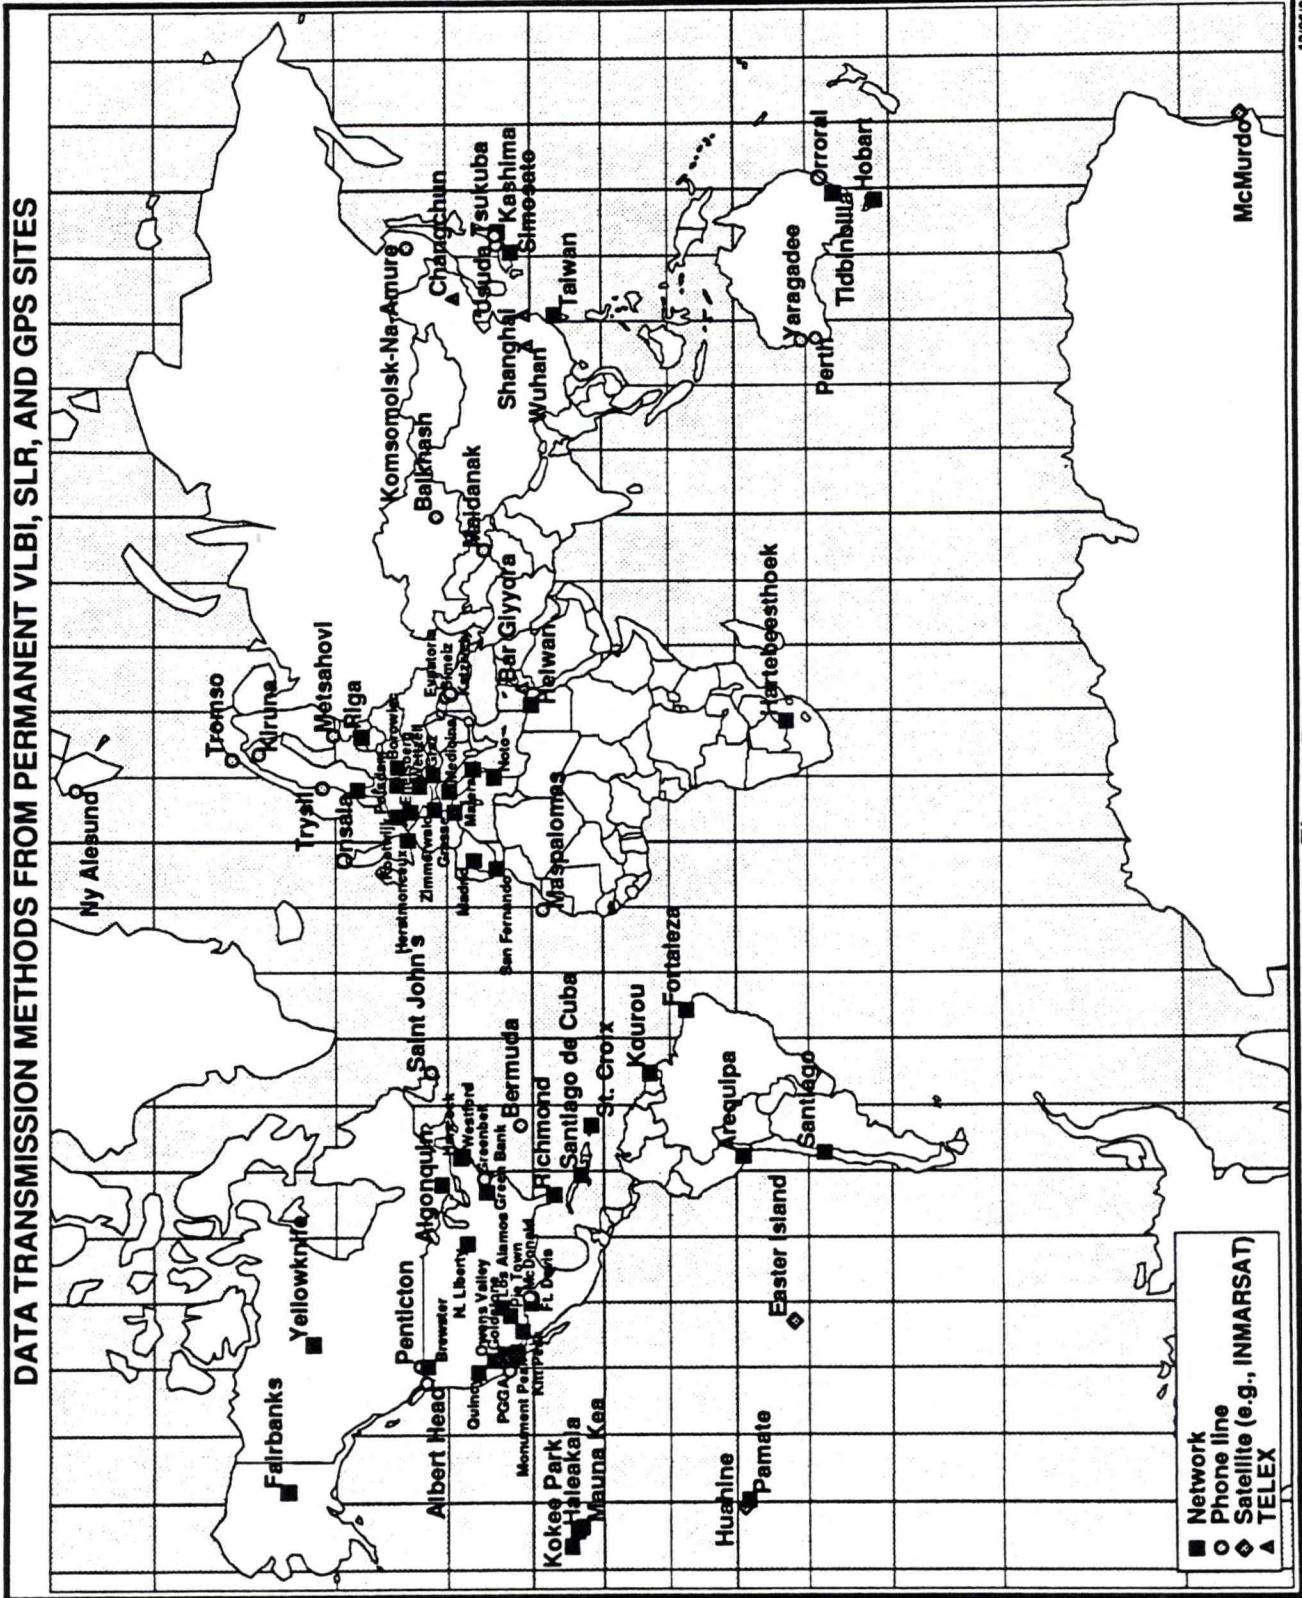 DATA TRANSMISSION METHODS FROM PERMANENT VLBI, SLR, AND GPS SITES
Ny Alesund
Tromso
Kiruna
Metsahovi
Riga
Trysil
Onsala
Potsdam
Borowiec
Wettzell
Graz
Medicina
Matera
Noto
Kootwijk
Herstmonceux
Zimmerwald
Grasse
Madrid
San Fernando
Maspalomas
Evpatoria
Simeiz
Katzively
Bar Giyyora
Helwan
Hartebeesthoek
Komsomolsk-Na-Amure
Balkhash
Maidanak
Changchun
Usuda
Tsukuba
Kashima
Simosato
Shanghai
Wuhan
Taiwan
Yaragadee
Perth
Tidbinbilla
Orroral
Hobart
McMurdo
Fairbanks
Yellowknife
Penticton
Brewster
Albert Head
Algonquin
Saint John's
Westford
Greenbelt
Green Bank
Bermuda
Richmond
Santiago de Cuba
St. Croix
Kourou
Fortaleza
Arequipa
Santiago
Easter Island
N. Liberty
Owens Valley
Quincy
PGGA
Los Alamos
Pie Town
McDonald
Ft. Davis
Monument Peak
Kitt Peak
Kokee Park
Haleakala
Mauna Kea
Huahine
Pamate
Network
Phone line
Satellite (e.g., INMARSAT)
TELEX